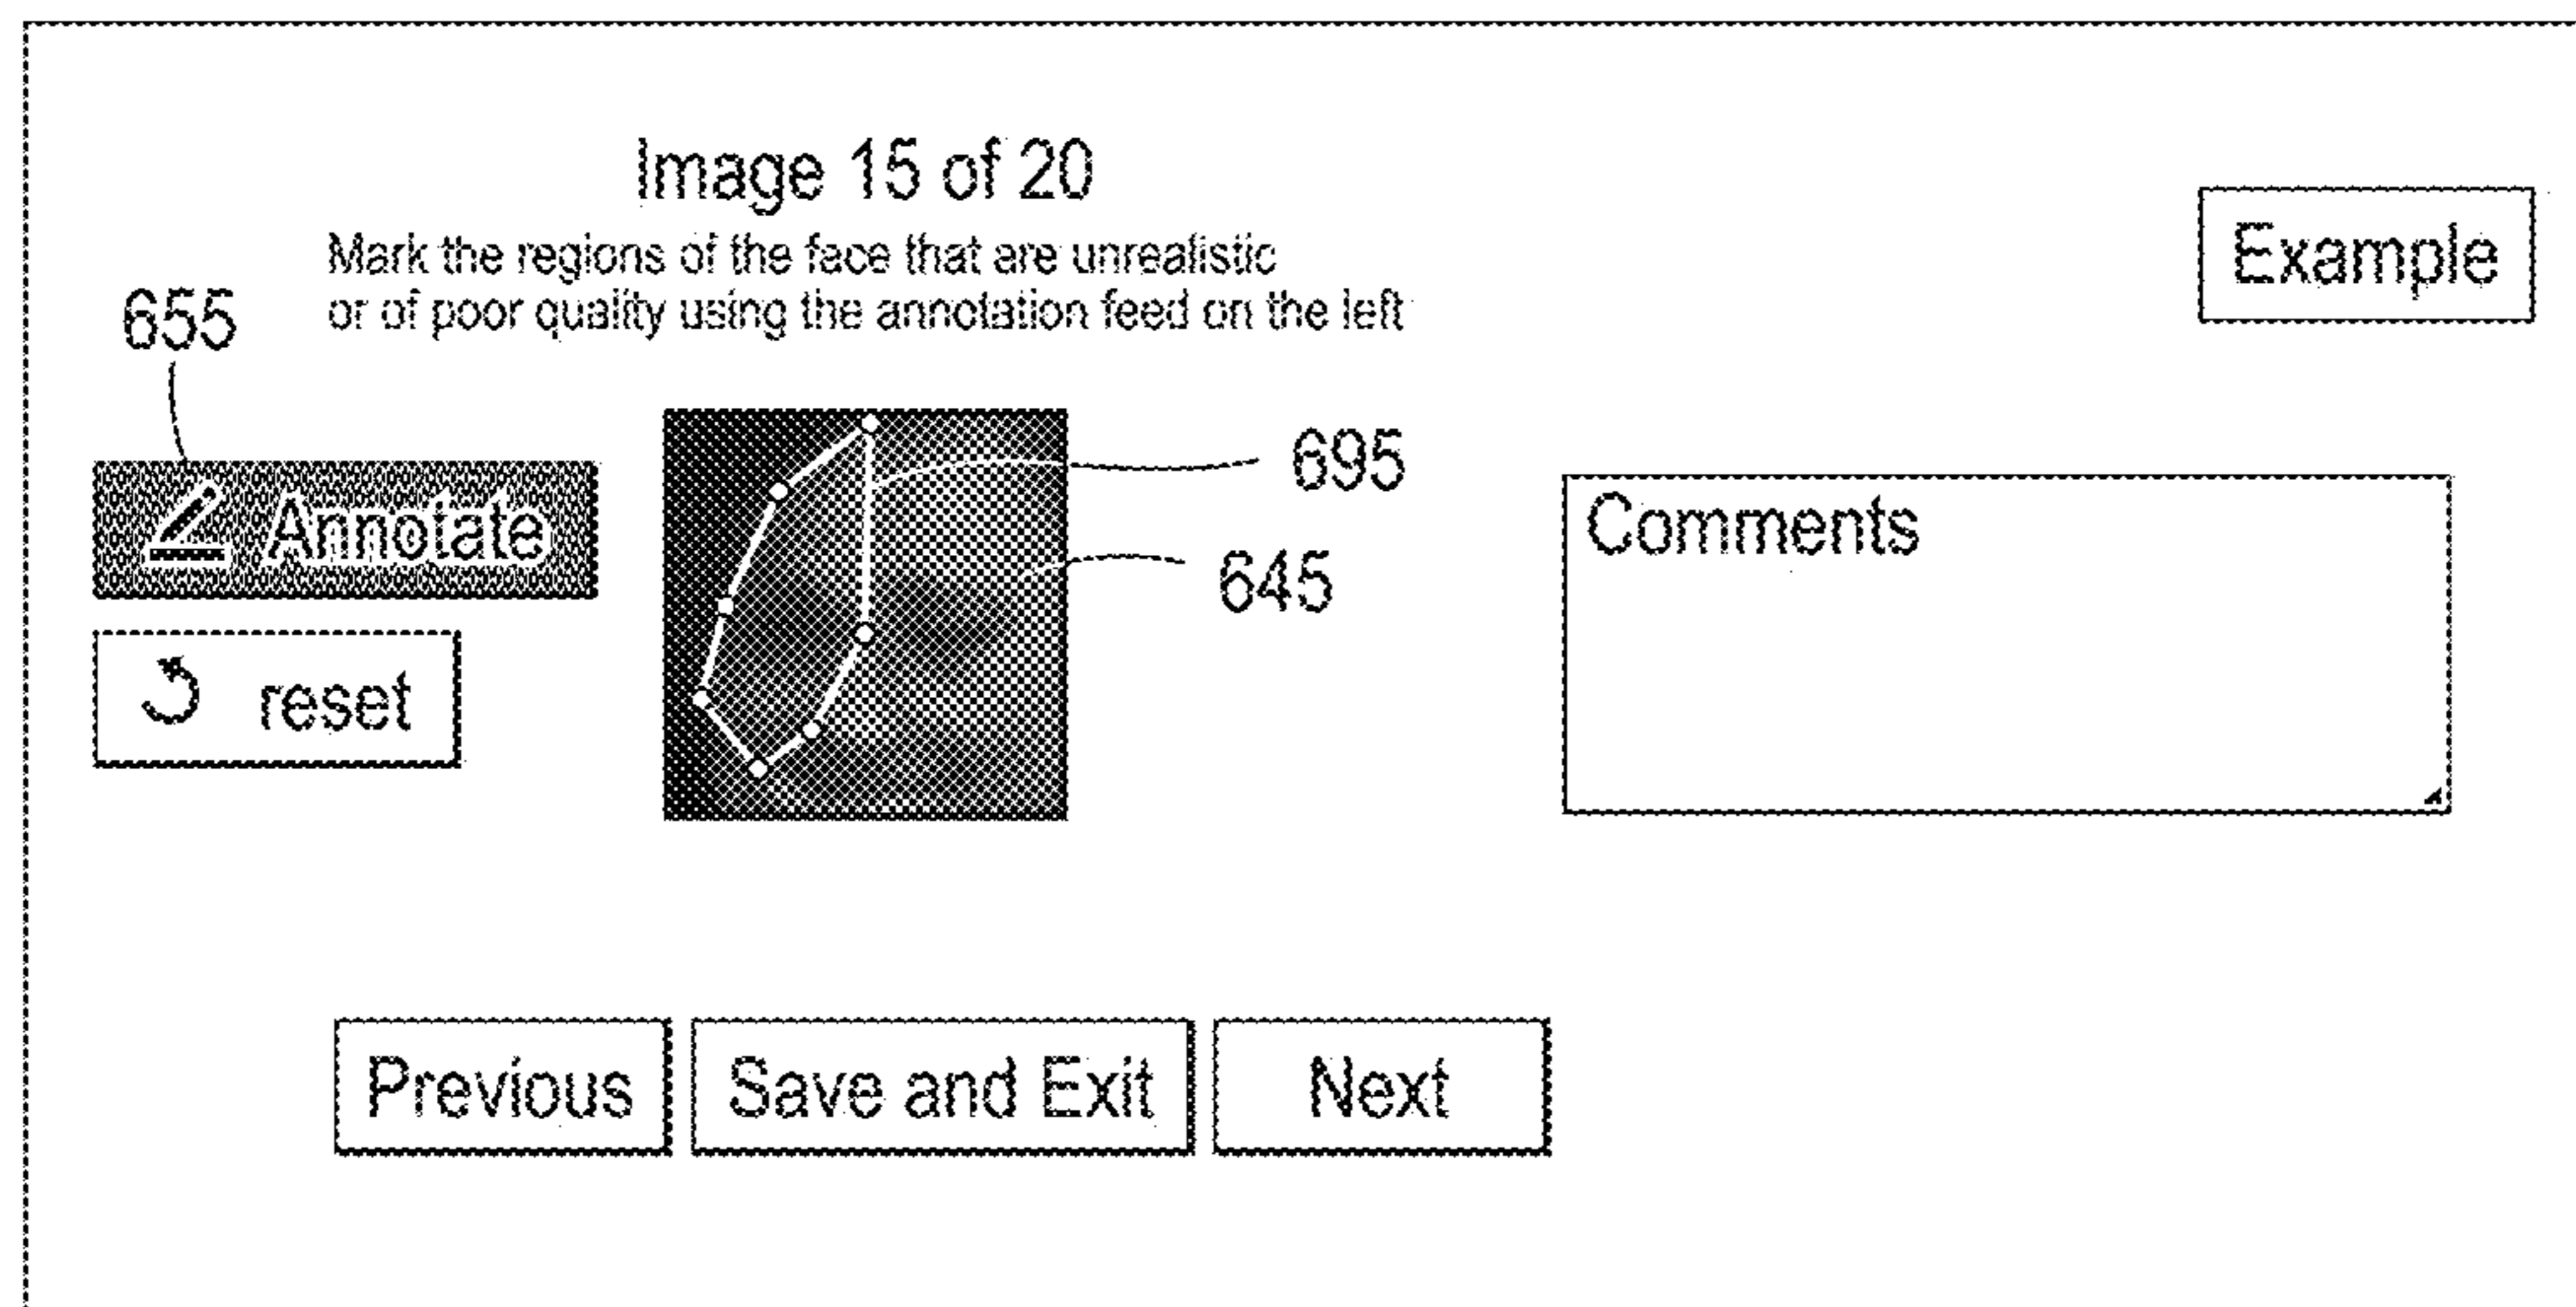 Image 15 of 20
Example
Mark the regions of the face that are unrealistic
or of poor quality using the annotation feed on the left
655
695
Annotate
Comments
645
reset
Previous
Save and Exit
Next